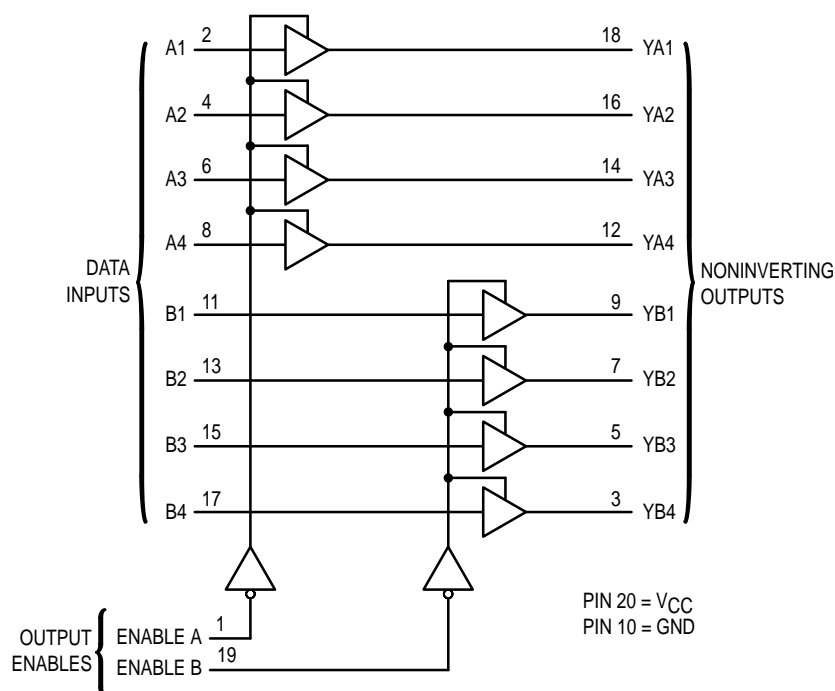 A1 2 18 YA1
A2 4 16 YA2
A3 6 14 YA3
A4 8 12 YA4
DATA
INPUTS
NONINVERTING
OUTPUTS
B1 11 9 YB1
B2 13 7 YB2
B3 15 5 YB3
B4 17 3 YB4
OUTPUT
ENABLES
ENABLE A 1
ENABLE B 19
PIN 20 = VCC
PIN 10 = GND